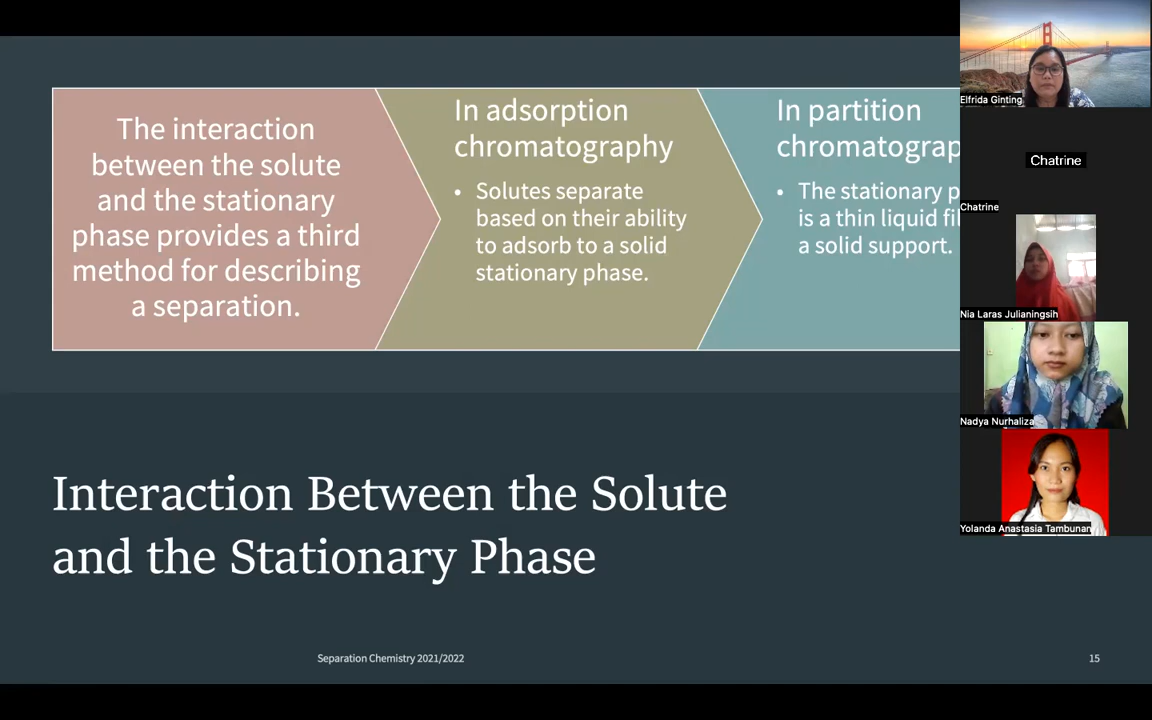 The interaction
between the solute
and the stationary
phase provides a third
method for describing
a separation.
In adsorption
chromatography
• Solutes separate
based on their ability
to adsorb to a solid
stationary phase.
In partition
chromatograp
• The stationary p
is a thin liquid fil
a solid support.
Interaction Between the Solute
and the Stationary Phase
Separation Chemistry 2021/2022
15
Elfrida Ginting
Chatrine
Chatrine
Nia Laras Julianingsih
Nadya Nurhaliza
Yolanda Anastasia Tambunan